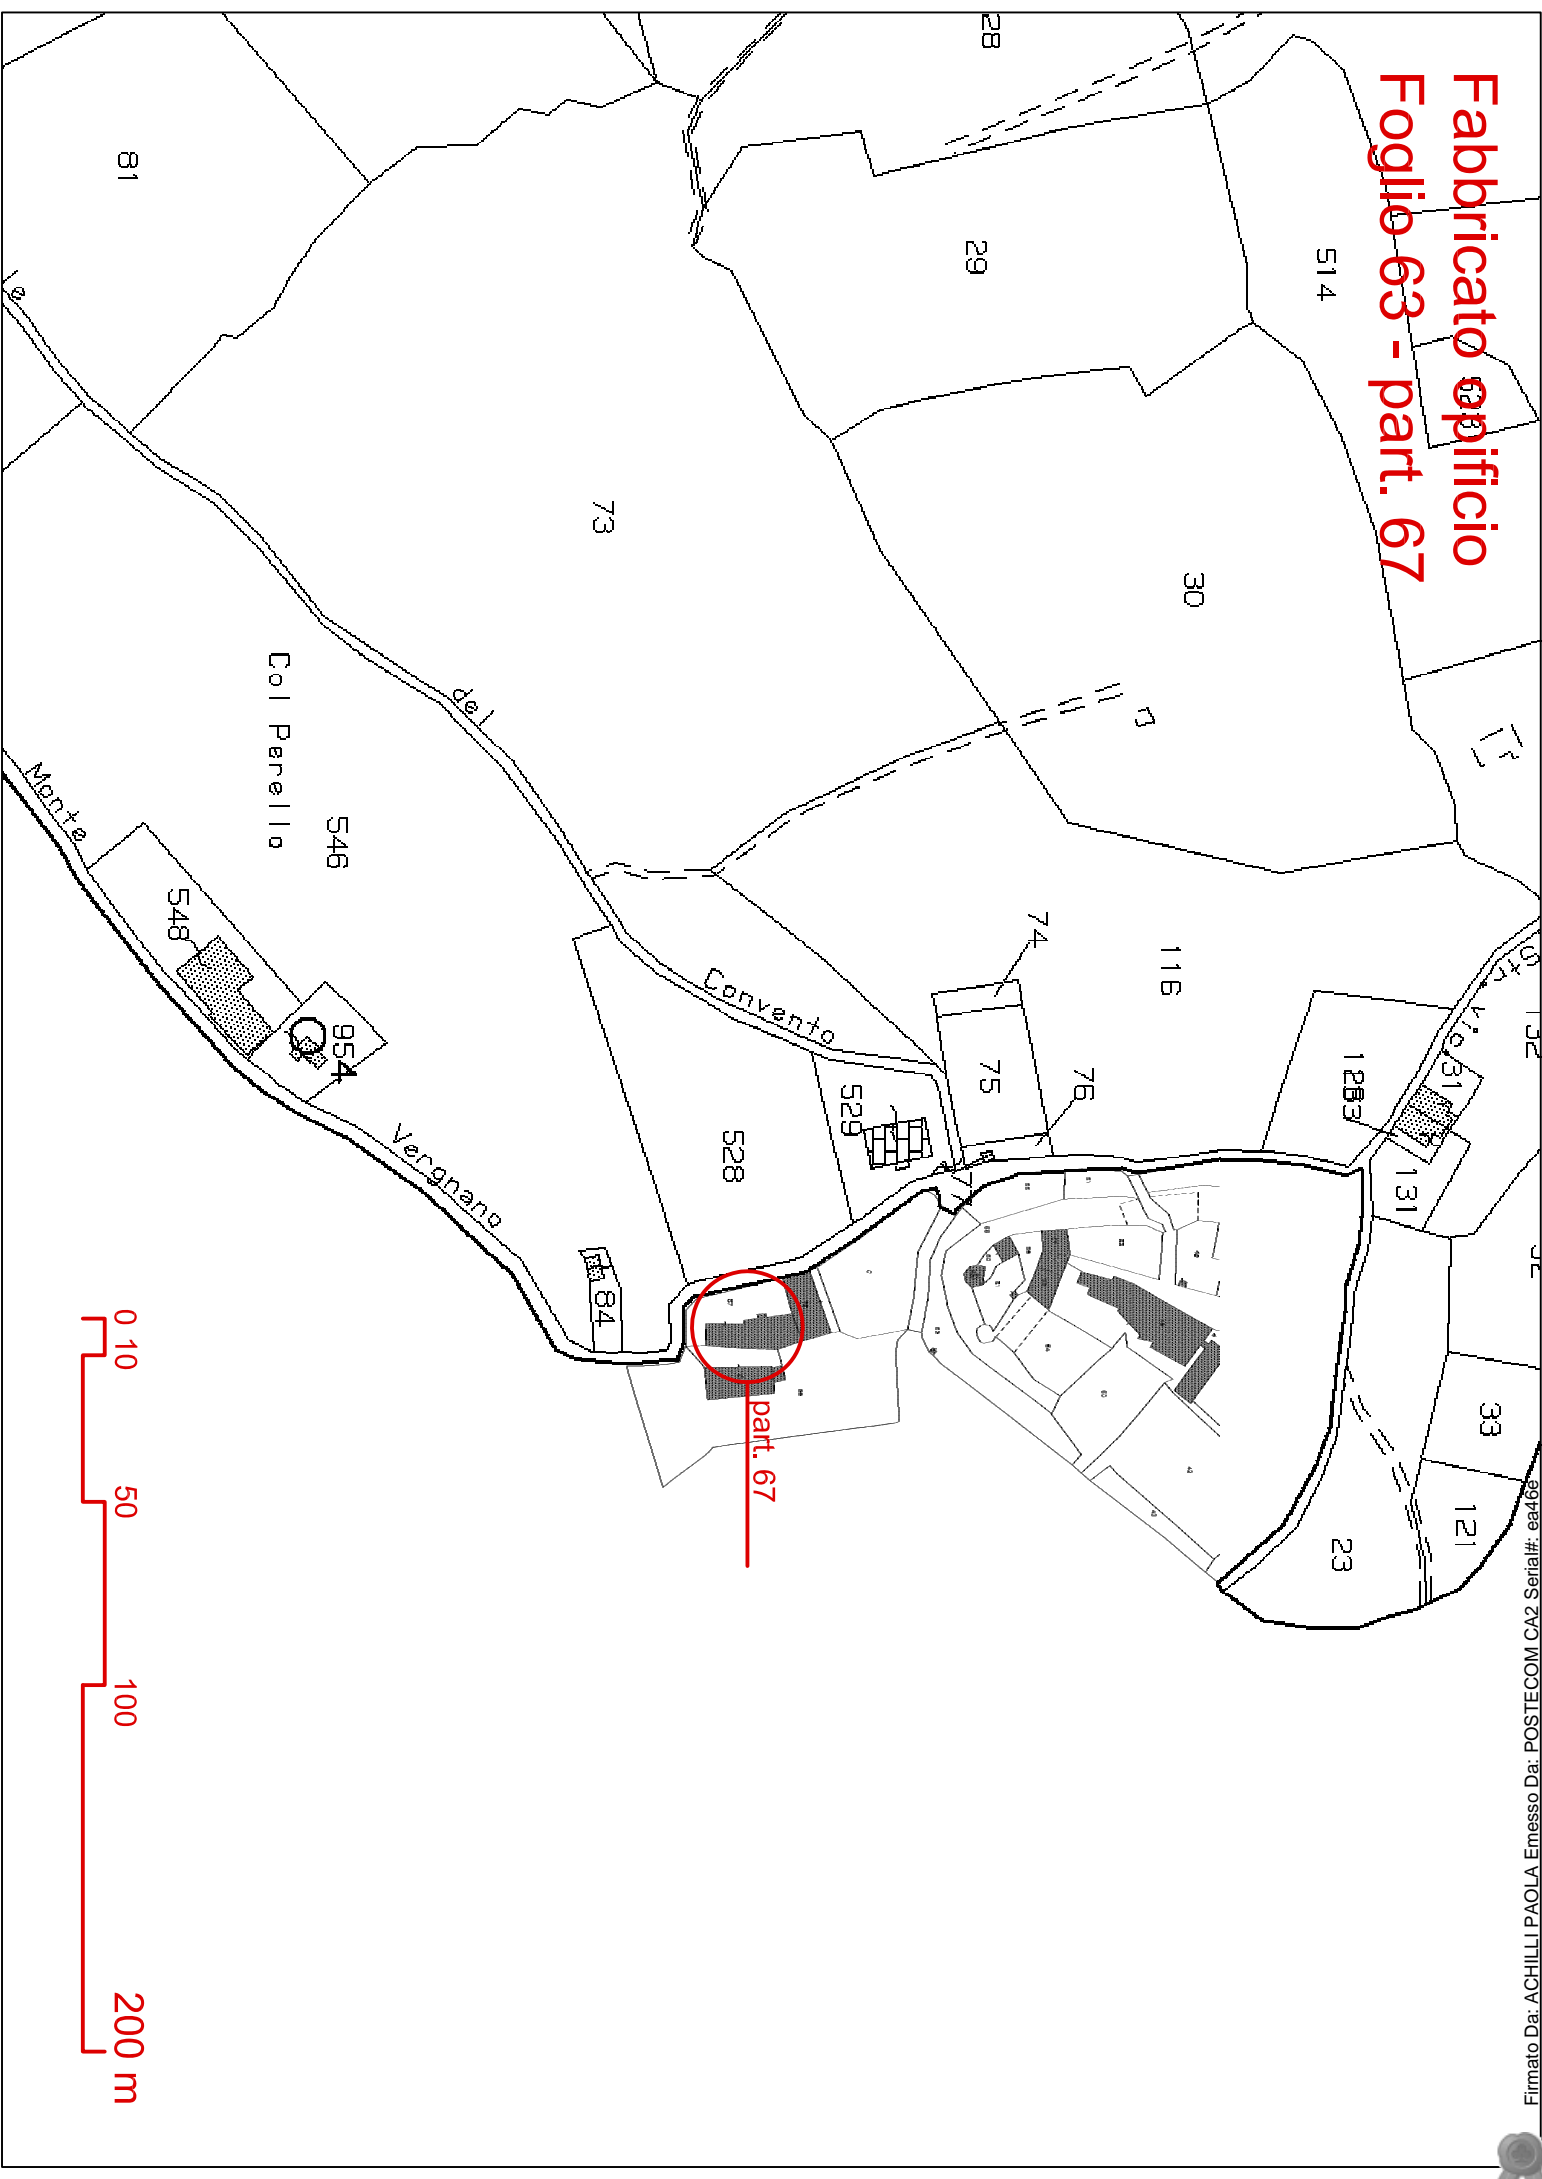 Fabbricato opificio
Foglio 63 - part. 67
28
514
29
81
73
30
e
del
Col Perello
546
Monte
548
954
Vergnano
Convento
74
116
75
76
529
528
84
131
33
121
23
part. 67
0 10 50 100 200 m
Firmato Da: ACHILLI PAOLA Emesso Da: POSTECOM CA2 Serial#: ea46e